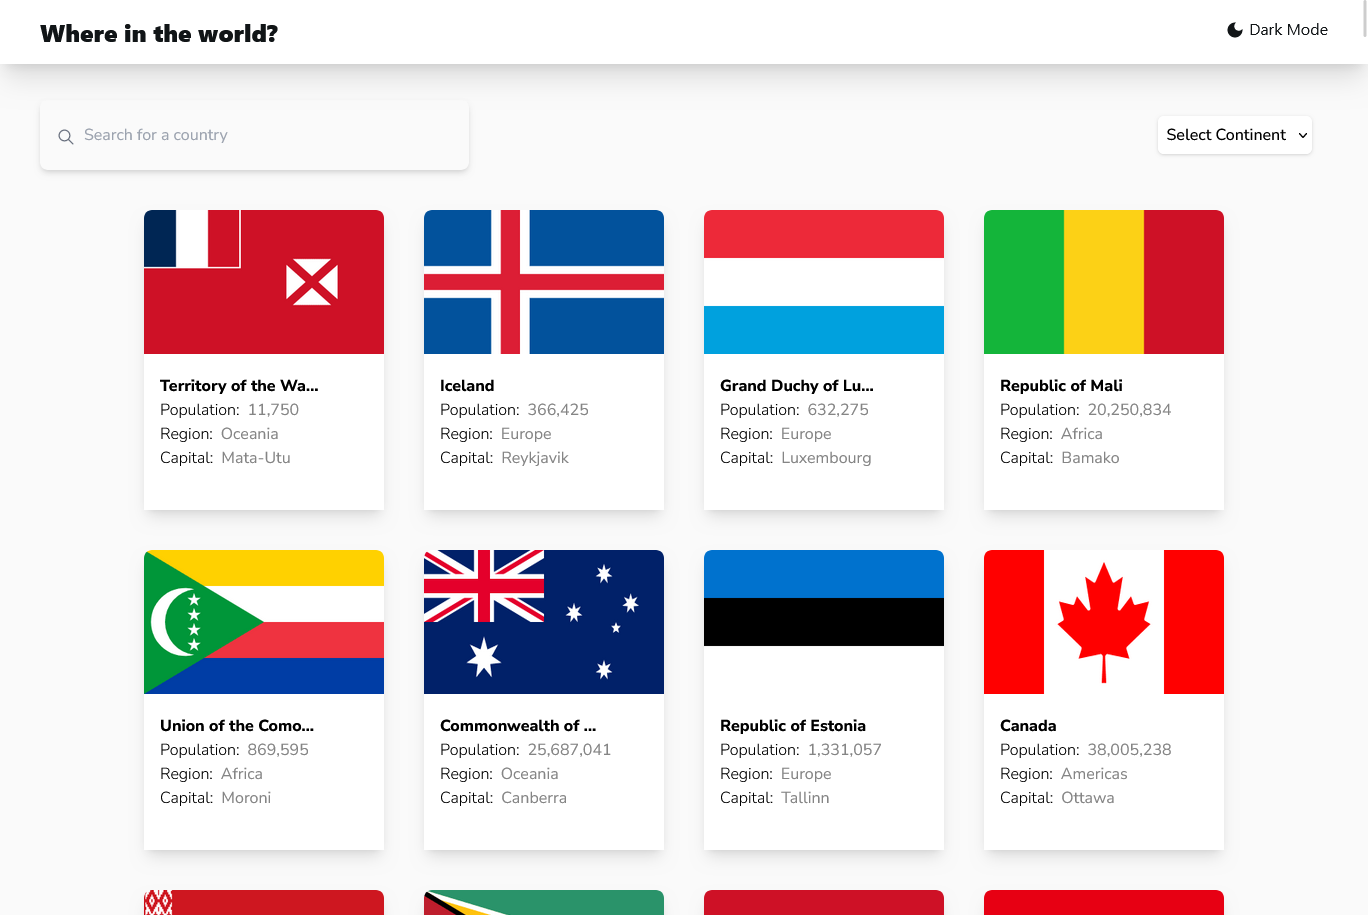 Where in the world?
Dark Mode
Search for a country
Select Continent
Territory of the Wa...
Population: 11,750
Region: Oceania
Capital: Mata-Utu
Iceland
Population: 366,425
Region: Europe
Capital: Reykjavik
Grand Duchy of Lu...
Population: 632,275
Region: Europe
Capital: Luxembourg
Republic of Mali
Population: 20,250,834
Region: Africa
Capital: Bamako
Union of the Como...
Population: 869,595
Region: Africa
Capital: Moroni
Commonwealth of ...
Population: 25,687,041
Region: Oceania
Capital: Canberra
Republic of Estonia
Population: 1,331,057
Region: Europe
Capital: Tallinn
Canada
Population: 38,005,238
Region: Americas
Capital: Ottawa